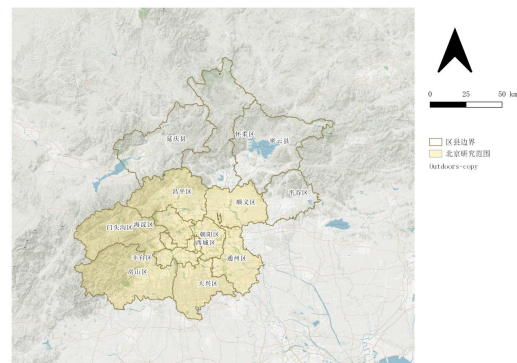 0 25 50 km
区县边界
北京研究范围
Outdoors-copy
延庆县
怀柔区
密云县
平谷区
昌平区
顺义区
门头沟区
海淀区
朝阳区
西城区
丰台区
通州区
房山区
大兴区